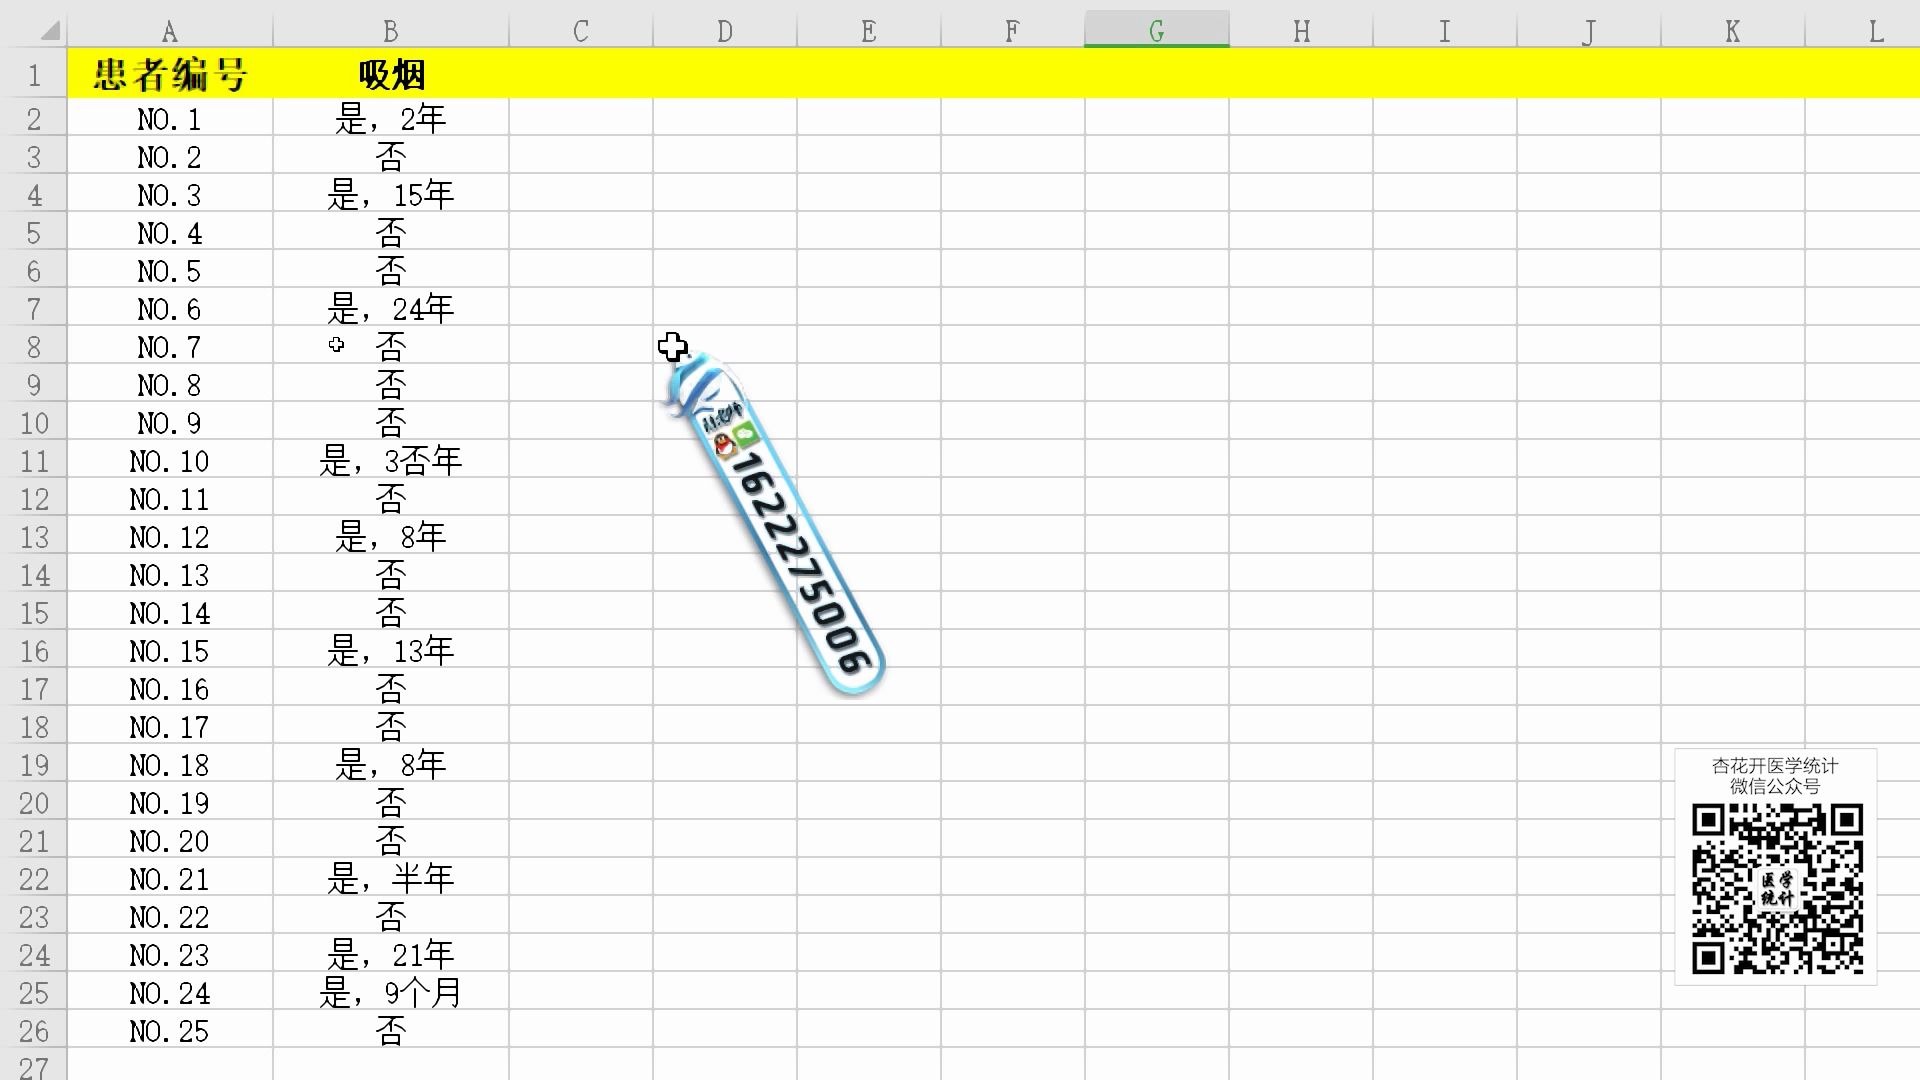 A B C D E F G H I J K L
1 患者编号 吸烟
2 NO.1 是，2年
3 NO.2 否
4 NO.3 是，15年
5 NO.4 否
6 NO.5 否
7 NO.6 是，24年
8 NO.7 否
9 NO.8 否
10 NO.9 否
11 NO.10 是，3否年
12 NO.11 否
13 NO.12 是，8年
14 NO.13 否
15 NO.14 否
16 NO.15 是，13年
17 NO.16 否
18 NO.17 否
19 NO.18 是，8年
20 NO.19 否
21 NO.20 否
22 NO.21 是，半年
23 NO.22 否
24 NO.23 是，21年
25 NO.24 是，9个月
26 NO.25 否
27
1622275006
杏花开医学统计
微信公众号
医学
统计